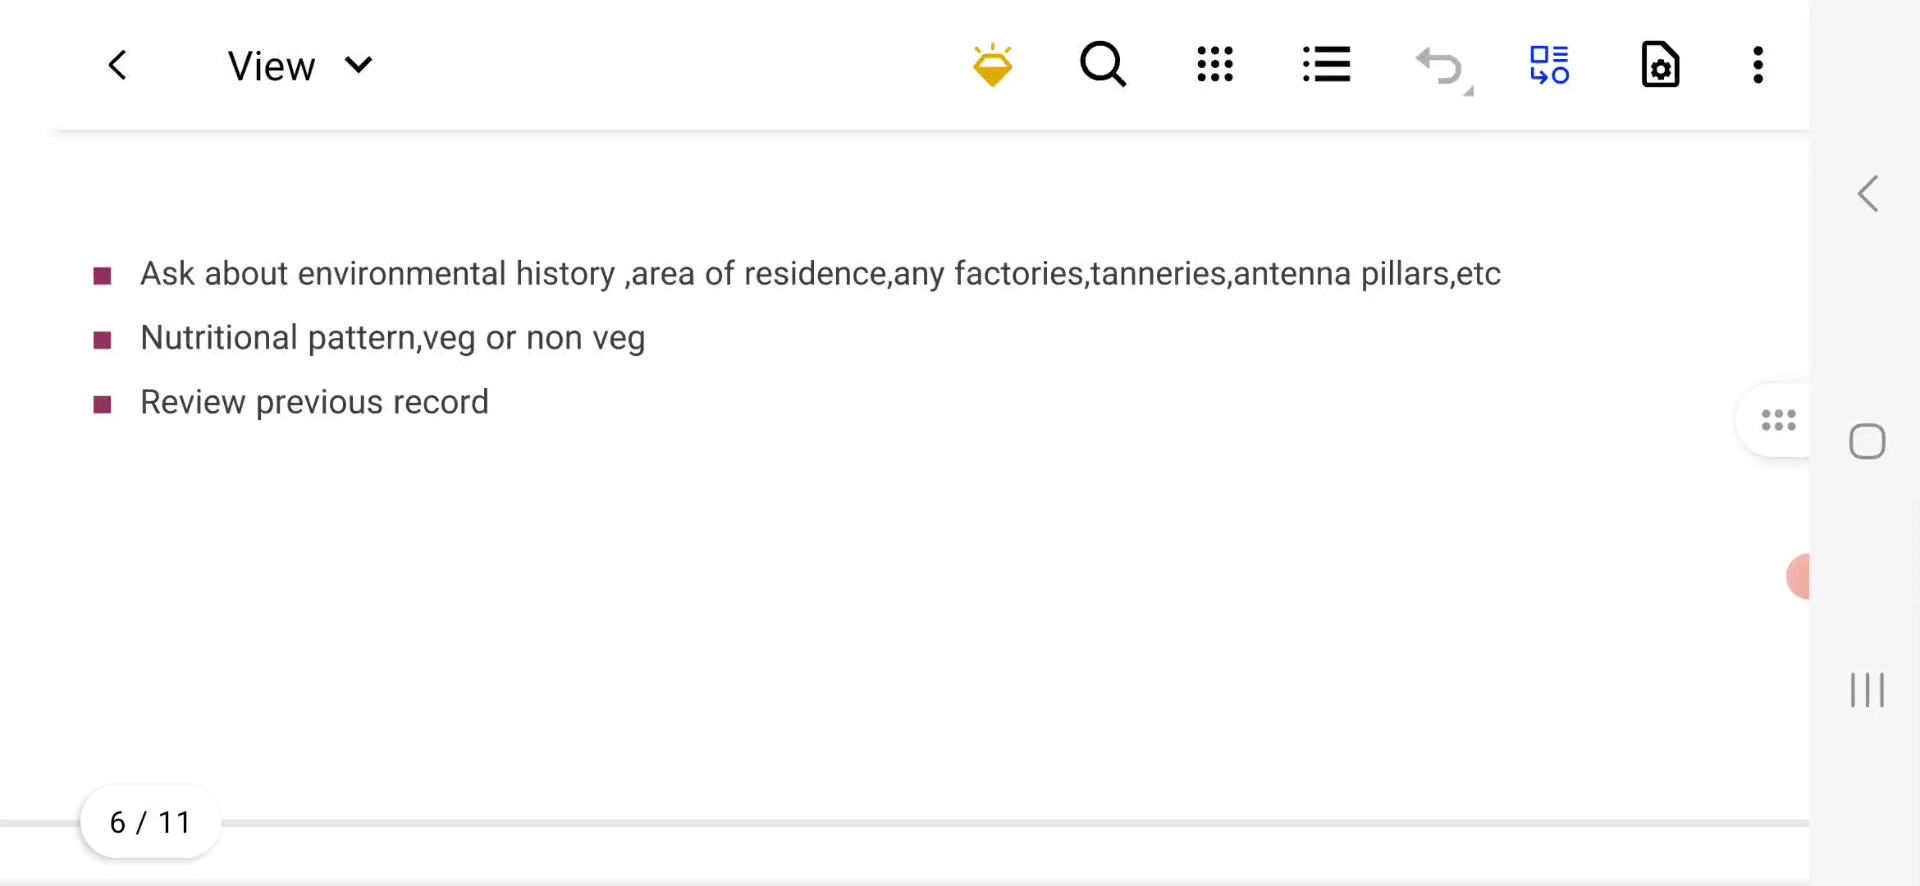 View
Ask about environmental history ,area of residence,any factories,tanneries,antenna pillars,etc
Nutritional pattern,veg or non veg
Review previous record
6 / 11